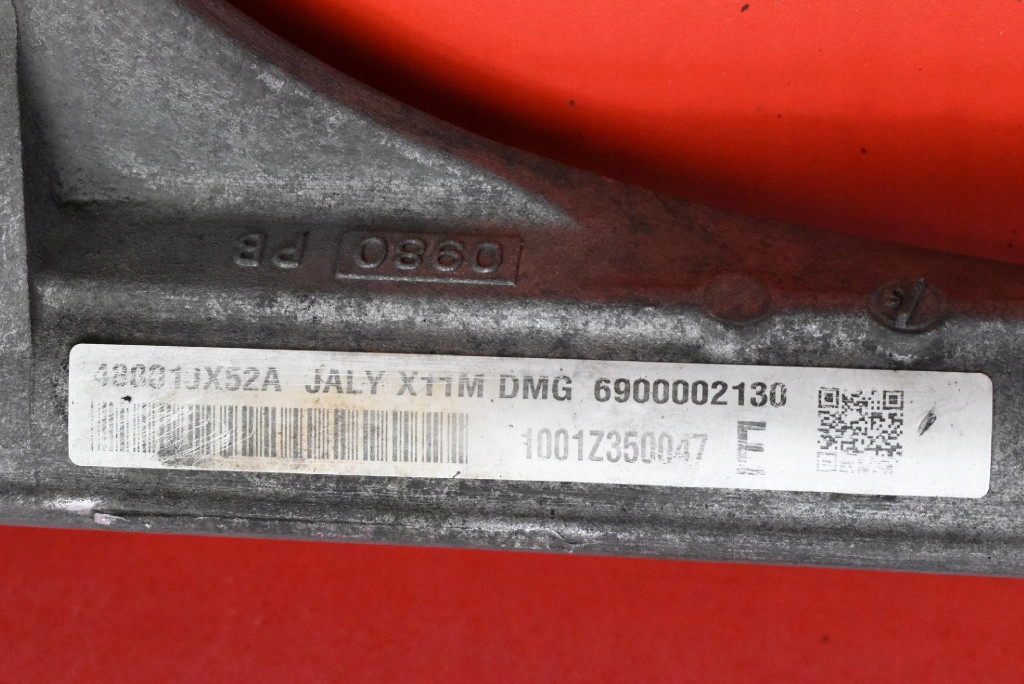 0980 PB
48001JX52A JALY X11M DMG 6900002130
1001Z350047 E